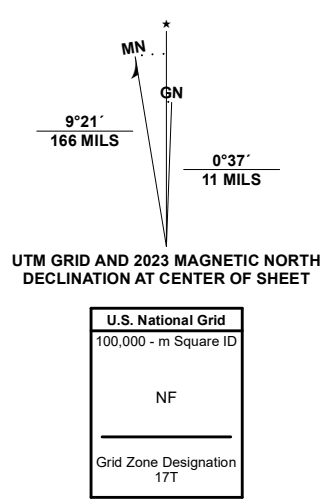 ★
MN
GN
9°21´
166 MILS
0°37´
11 MILS
UTM GRID AND 2023 MAGNETIC NORTH
DECLINATION AT CENTER OF SHEET
U.S. National Grid
100,000 - m Square ID
NF
Grid Zone Designation
17T